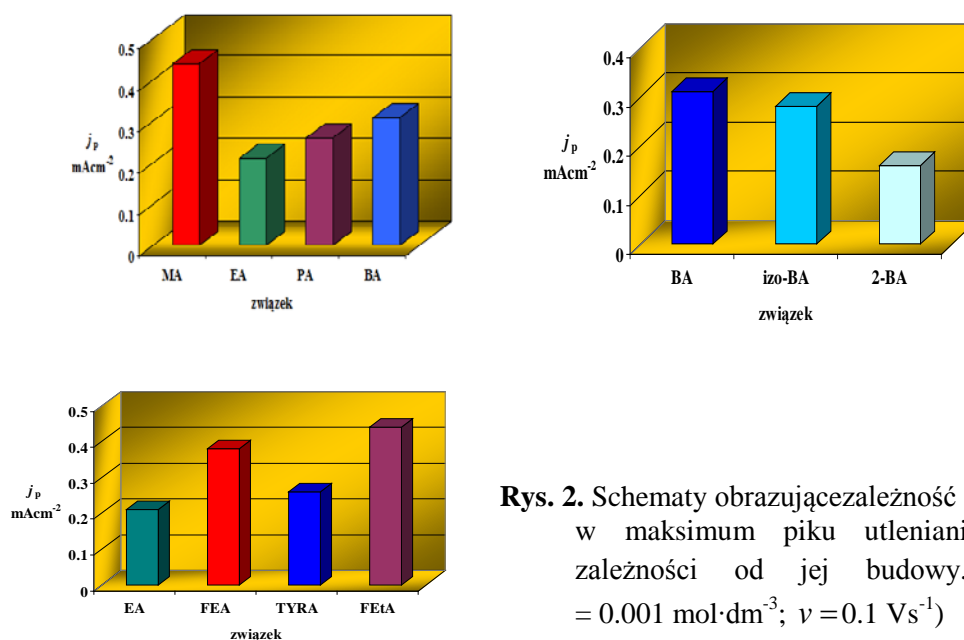 0.5
0.4
0.3
0.2
0.1
0
j p
mAcm-2
MA EA PA BA
związek
0.4
0.3
0.2
0.1
0
j p
mAcm-2
BA izo-BA 2-BA
związek
0.5
0.4
0.3
0.2
0.1
0
j p
mAcm-2
EA FEA TYRA FEtA
związek
Rys. 2. Schematy obrazującezależność
w maksimum piku utleniani
zależności od jej budowy.
= 0.001 mol·dm-3; v = 0.1 Vs-1)